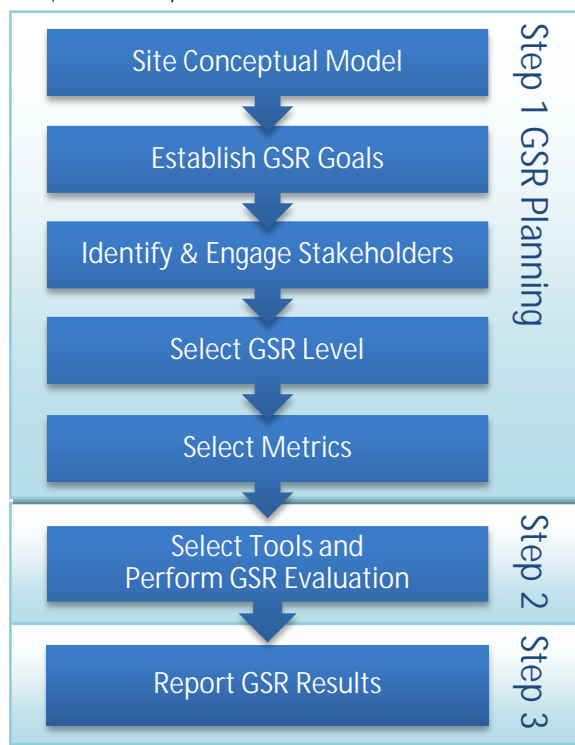 Site Conceptual Model
Establish GSR Goals
Identify & Engage Stakeholders
Select GSR Level
Select Metrics
Step 1 GSR Planning
Select Tools and
Perform GSR Evaluation
Step 2
Report GSR Results
Step 3